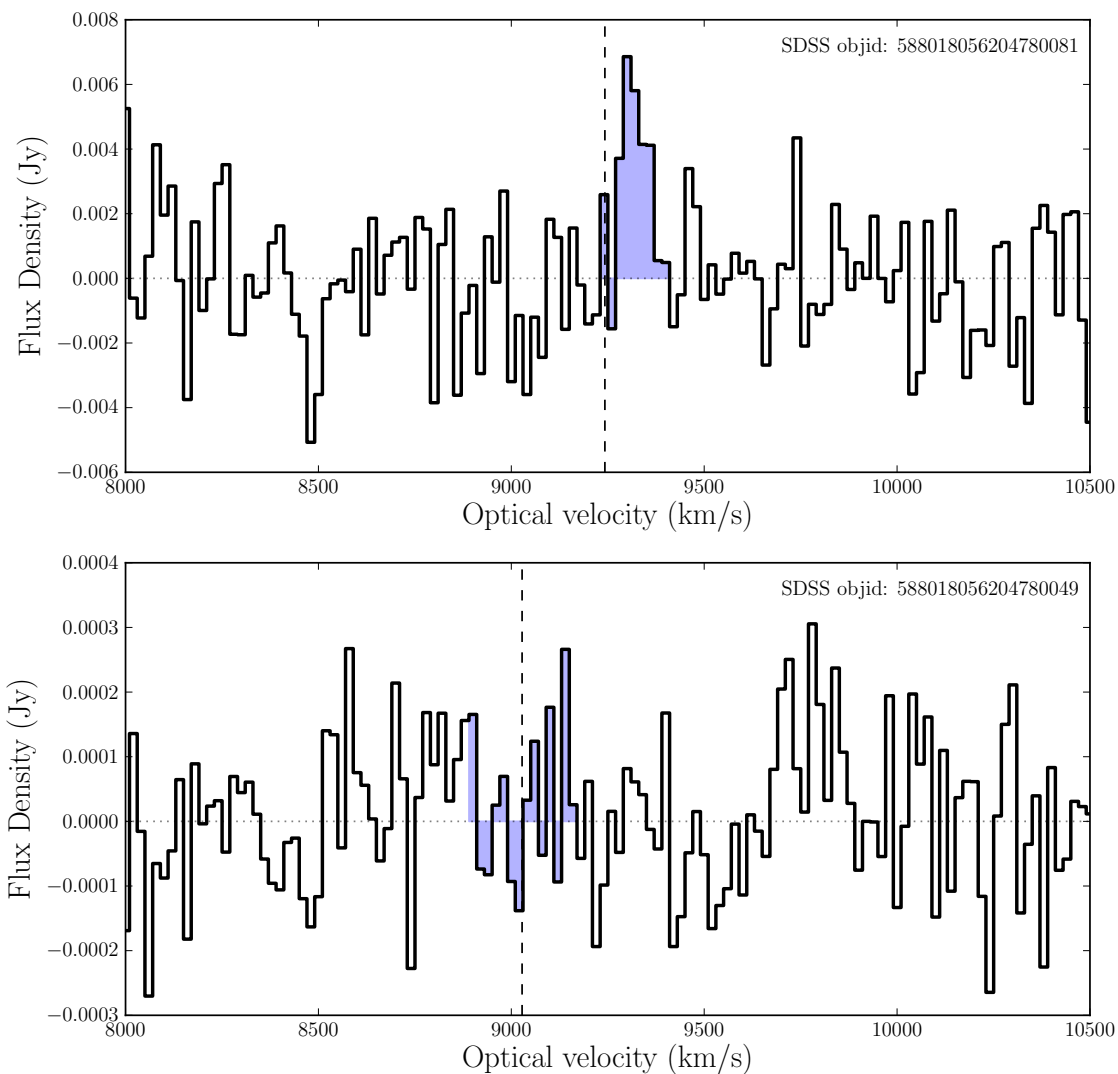 0.008
SDSS objid: 588018056204780081
0.006
0.004
0.002
0.000
−0.002
−0.004
−0.006
Flux Density (Jy)
8000 8500 9000 9500 10000 10500
Optical velocity (km/s)
0.0004
SDSS objid: 588018056204780049
0.0003
0.0002
0.0001
0.0000
−0.0001
−0.0002
−0.0003
Flux Density (Jy)
8000 8500 9000 9500 10000 10500
Optical velocity (km/s)